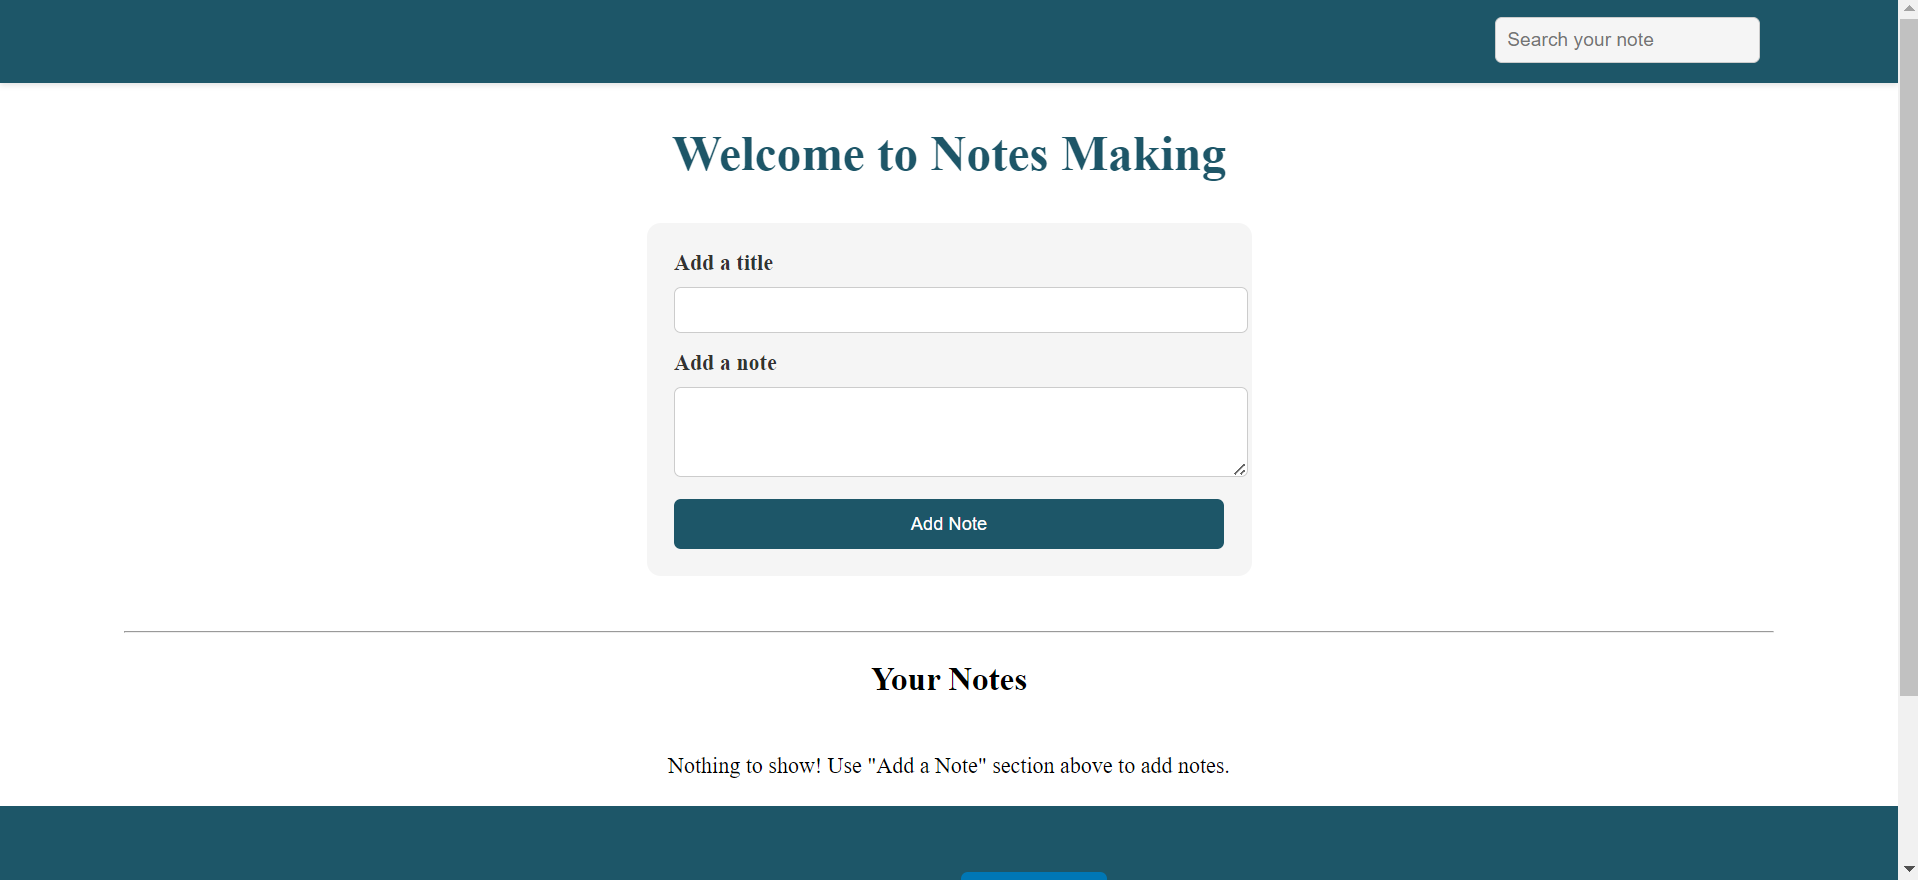 Search your note
Welcome to Notes Making
Add a title
Add a note
Add Note
Your Notes
Nothing to show! Use "Add a Note" section above to add notes.